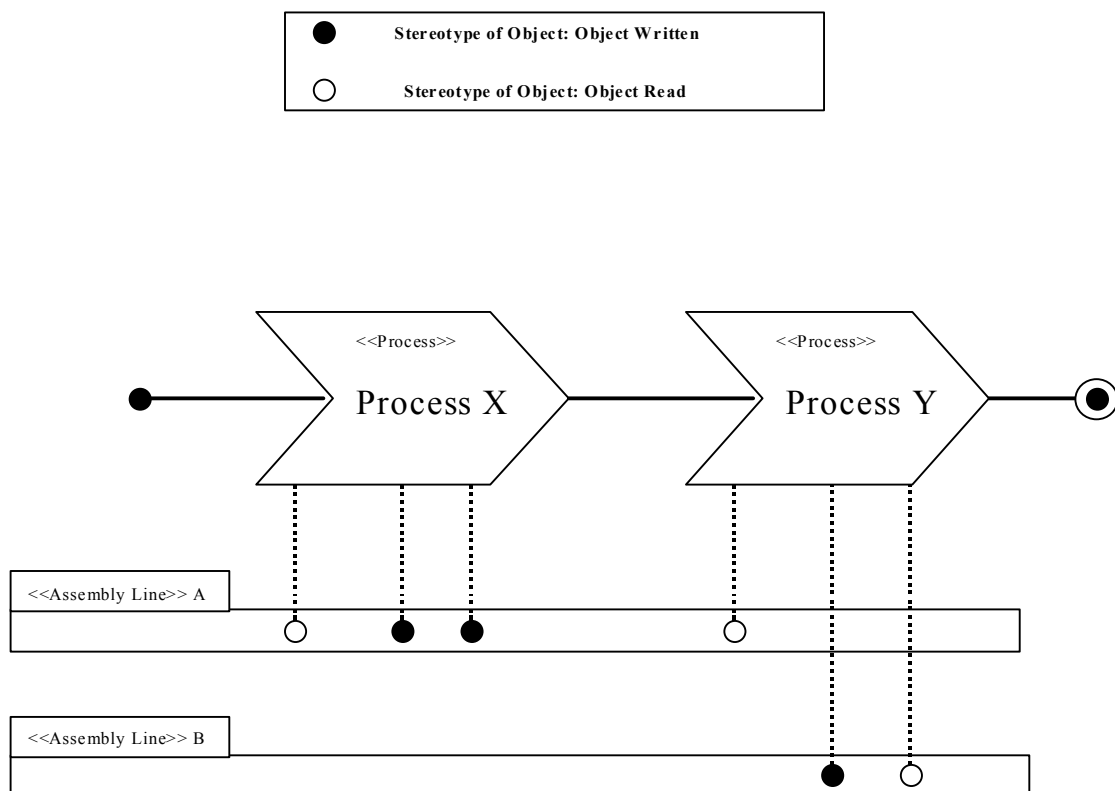 Stereotype of Object: Object Written
Stereotype of Object: Object Read
<<Process>>
Process X
<<Process>>
Process Y
<<Assembly Line>> A
<<Assembly Line>> B